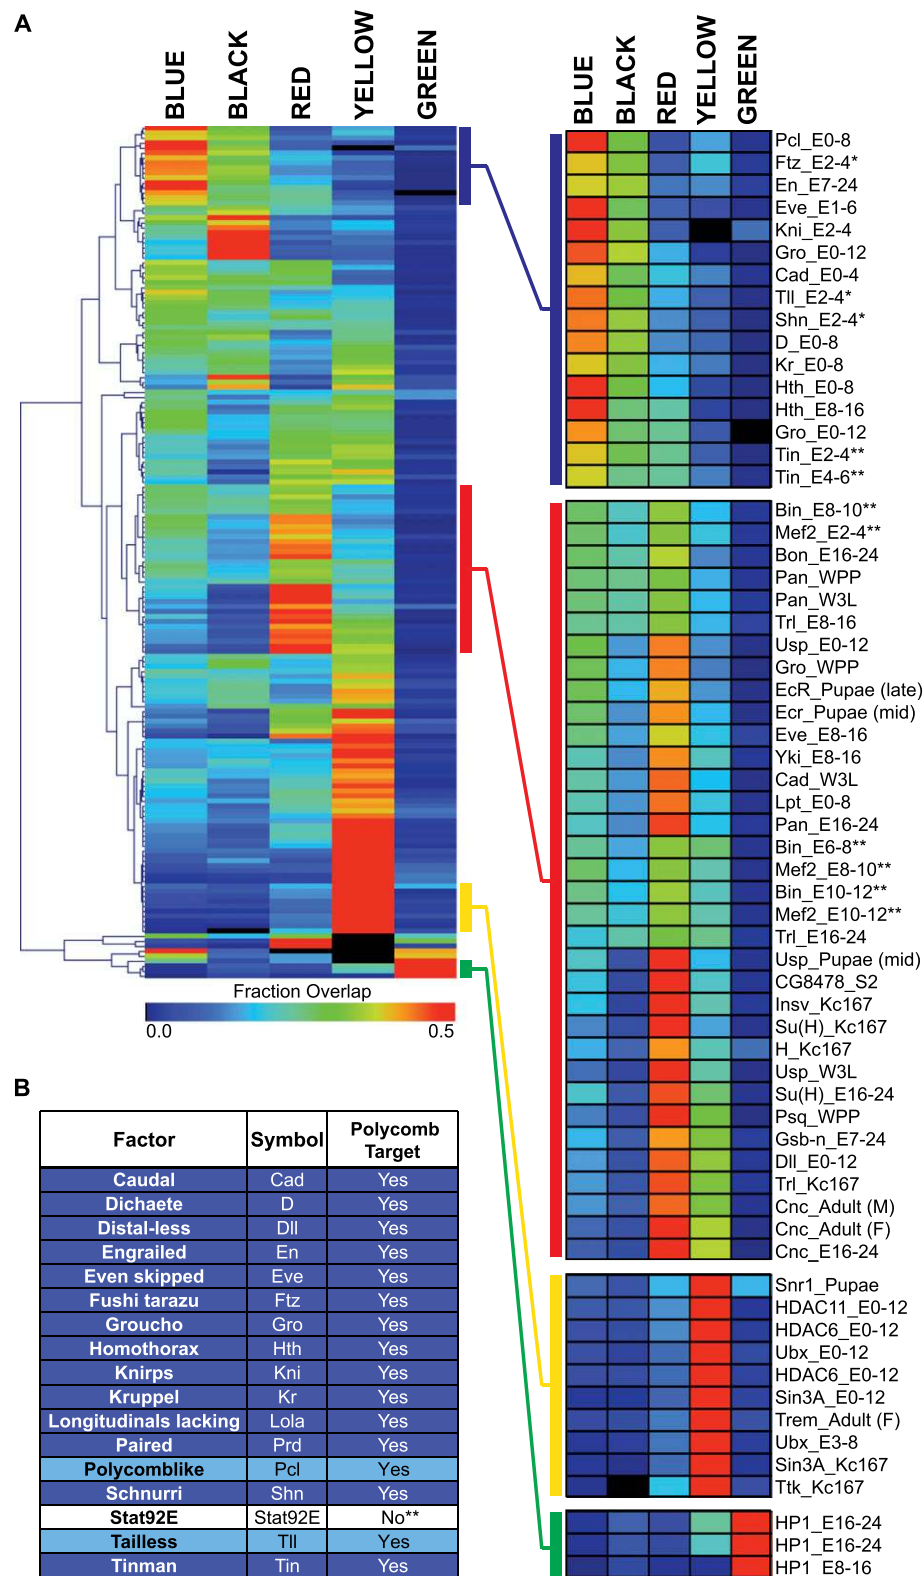 A
BLUE
BLACK
RED
YELLOW
GREEN
Fraction Overlap
0.0
0.5
BLUE
BLACK
RED
YELLOW
GREEN
Pcl_E0-8
Ftz_E2-4*
En_E7-24
Eve_E1-6
Kni_E2-4
Gro_E0-12
Cad_E0-4
Tll_E2-4*
Shn_E2-4*
D_E0-8
Kr_E0-8
Hth_E0-8
Hth_E8-16
Gro_E0-12
Tin_E2-4**
Tin_E4-6**
Bin_E8-10**
Mef2_E2-4**
Bon_E16-24
Pan_WPP
Pan_W3L
Trl_E8-16
Usp_E0-12
Gro_WPP
EcR_Pupae (late)
Ecr_Pupae (mid)
Eve_E8-16
Yki_E8-16
Cad_W3L
Lpt_E0-8
Pan_E16-24
Bin_E6-8**
Mef2_E8-10**
Bin_E10-12**
Mef2_E10-12**
Trl_E16-24
Usp_Pupae (mid)
CG8478_S2
Insv_Kc167
Su(H)_Kc167
H_Kc167
Usp_W3L
Su(H)_E16-24
Psq_WPP
Gsb-n_E7-24
Dll_E0-12
Trl_Kc167
Cnc_Adult (M)
Cnc_Adult (F)
Cnc_E16-24
Snr1_Pupae
HDAC11_E0-12
HDAC6_E0-12
Ubx_E0-12
HDAC6_E0-12
Sin3A_E0-12
Trem_Adult (F)
Ubx_E3-8
Sin3A_Kc167
Ttk_Kc167
HP1_E16-24
HP1_E16-24
HP1_E8-16
B
Factor Symbol Polycomb
Target
Caudal Cad Yes
Dichaete D Yes
Distal-less Dll Yes
Engrailed En Yes
Even skipped Eve Yes
Fushi tarazu Ftz Yes
Groucho Gro Yes
Homothorax Hth Yes
Knirps Kni Yes
Kruppel Kr Yes
Longitudinals lacking Lola Yes
Paired Prd Yes
Polycomblike Pcl Yes
Schnurri Shn Yes
Stat92E Stat92E No**
Tailless Tll Yes
Tinman Tin Yes